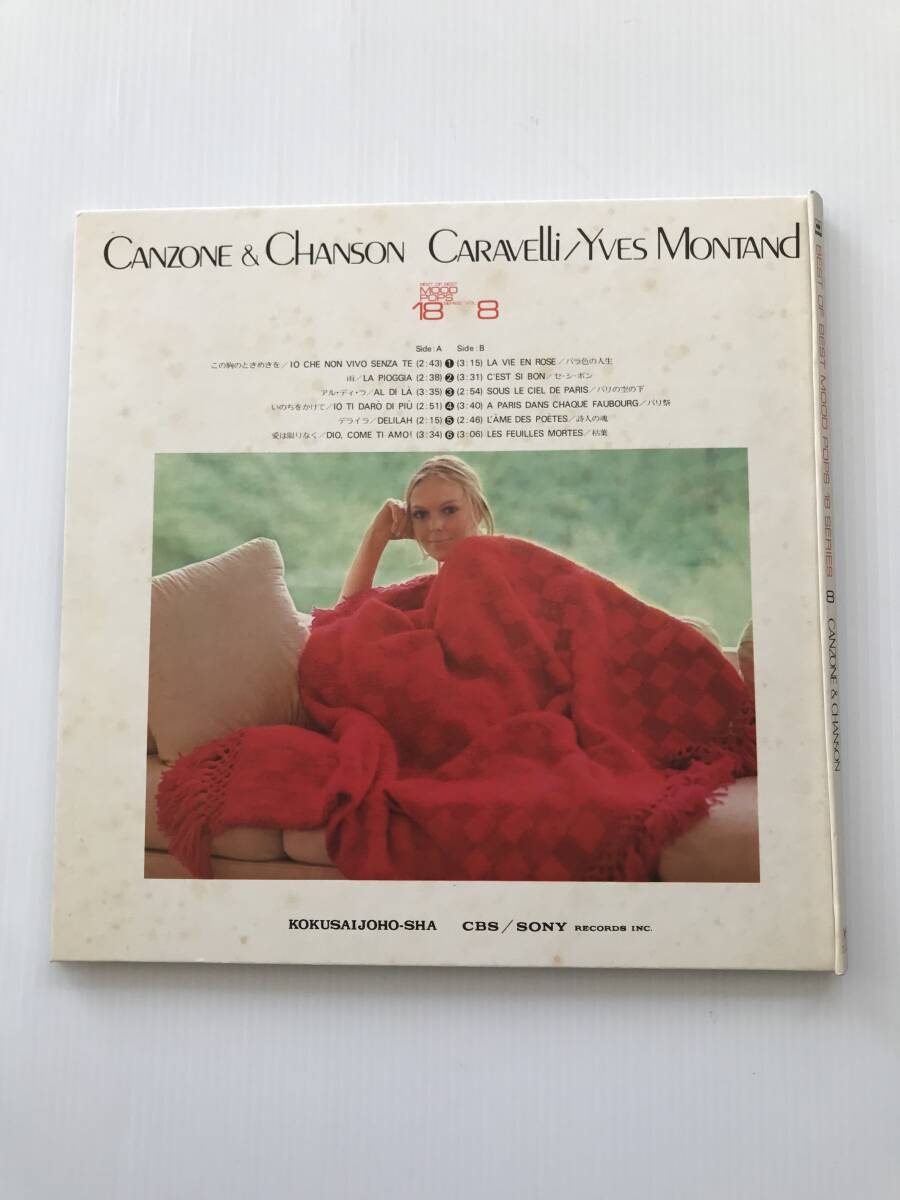 CANZONE & CHANSON CARAVELLI/YVES MONTAND
BEST OF BEST
MOOD
POPS
18 SERIES VOL. 8
Side: A Side: B
この胸のときめきを/IO CHE NON VIVO SENZA TE (2:43) ❶ (3:15) LA VIE EN ROSE/バラ色の人生
雨/LA PIOGGIA (2:38) ❷ (3:31) C'EST SI BON/セ・シ・ボン
アル・ディ・ラ/AL DI LÀ (3:35) ❸ (2:54) SOUS LE CIEL DE PARIS/パリの空の下
いのちをかけて/IO TI DARÒ DI PIÙ (2:51) ❹ (3:40) A PARIS DANS CHAQUE FAUBOURG/パリ祭
デライラ/DELILAH (2:15) ❺ (2:46) L'ÂME DES POÈTES/詩人の魂
愛は限りなく/DIO, COME TI AMO! (3:34) ❻ (3:06) LES FEUILLES MORTES/枯葉
KOKUSAIJOHO-SHA CBS/SONY RECORDS INC.
BEST OF BEST MOOD POPS 18 SERIES 8 CANZONE & CHANSON